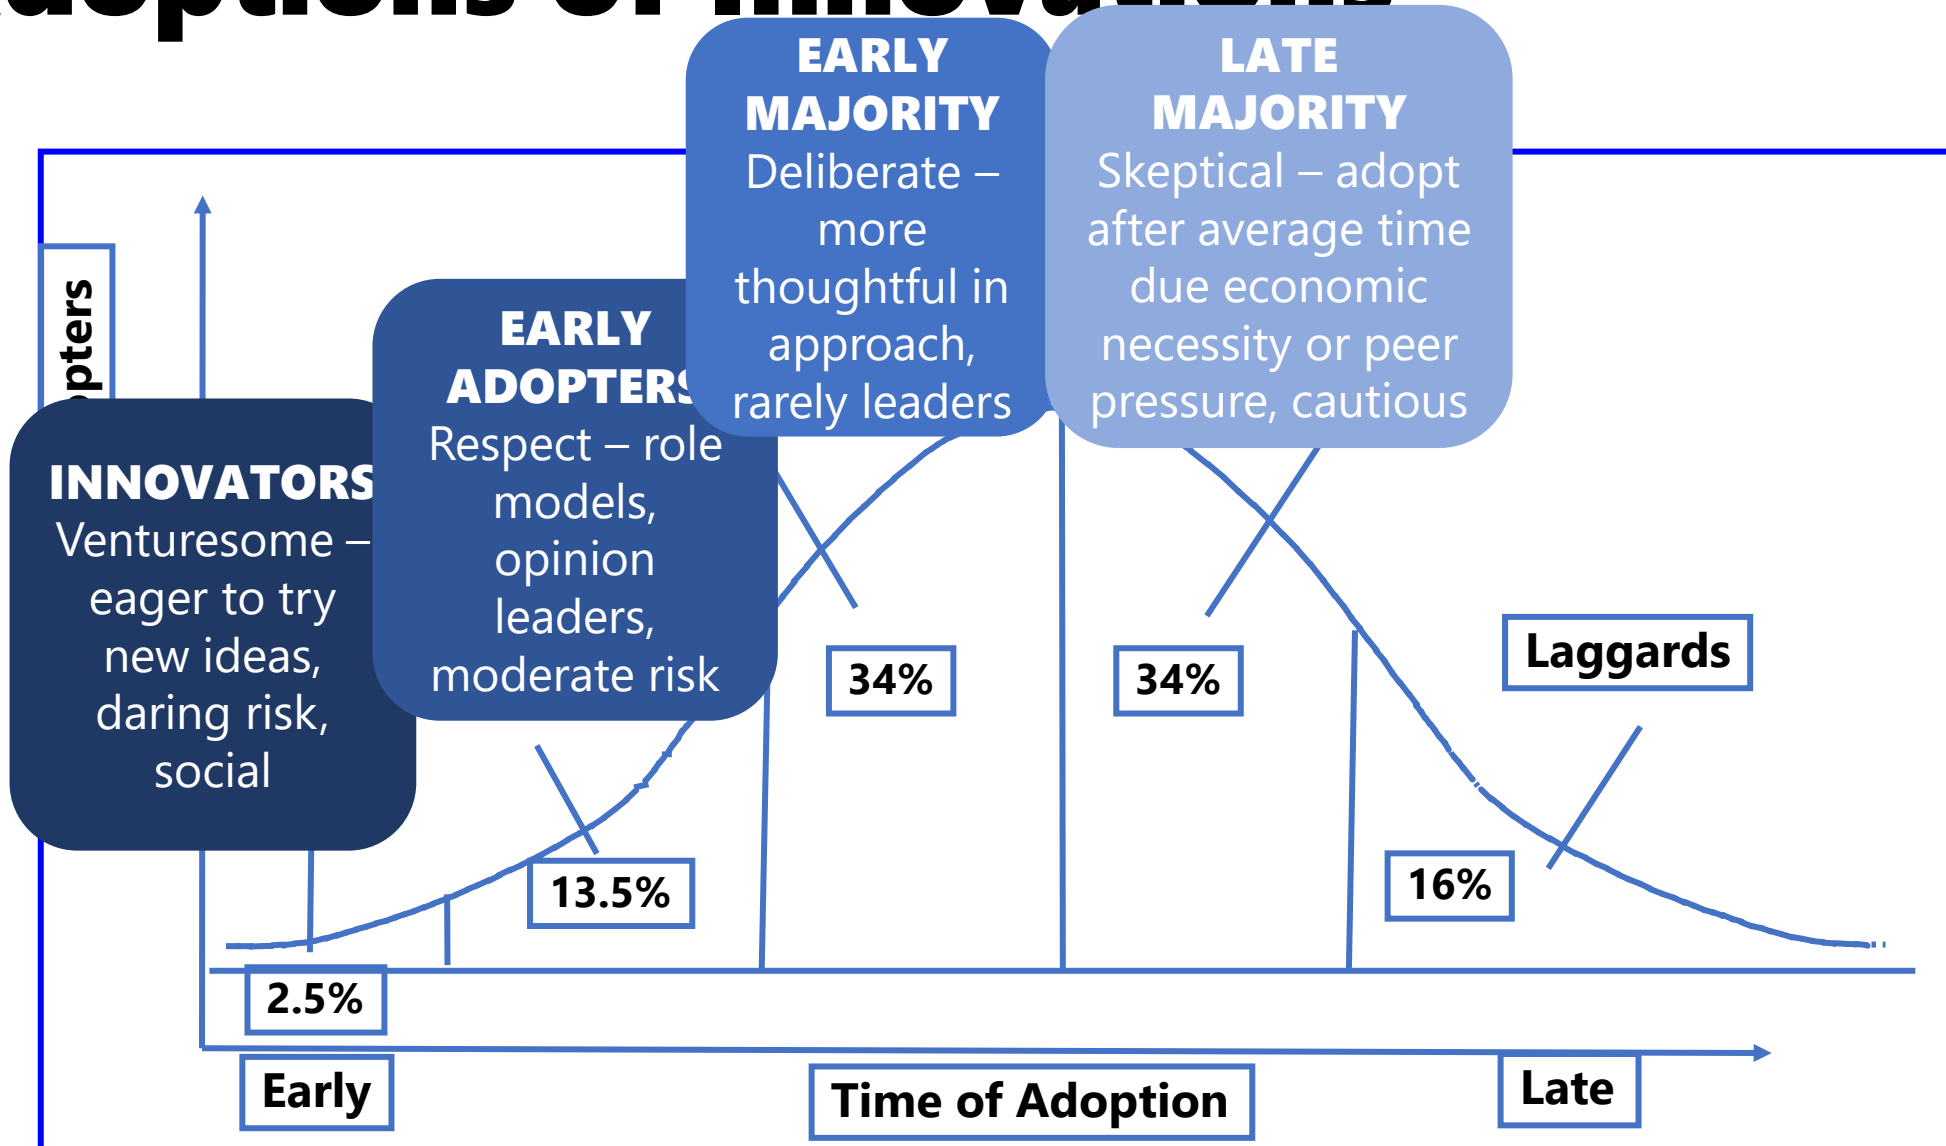 of Innovations
EARLY
MAJORITY
Deliberate –
more
thoughtful in
approach,
rarely leaders
LATE
MAJORITY
Skeptical – adopt
after average time
due economic
necessity or peer
pressure, cautious
EARLY
ADOPTERS
Respect – role
models,
opinion
leaders,
moderate risk
INNOVATORS
Venturesome –
eager to try
new ideas,
daring risk,
social
34%
34%
Laggards
13.5%
16%
2.5%
Early
Time of Adoption
Late